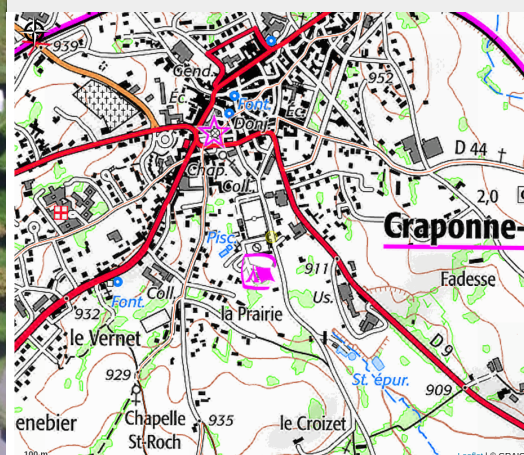 939
Gend.
952
Éc.
Font.
Éc.
Donj.
D 44
Chap.
2,0
Coll.
Craponne-
Pisc.
911
Fadesse
Coll.
Us.
Font.
la Prairie
932
le Vernet
D 9
929
St. épur.
909
enebier
Chapelle
St-Roch
935
le Croizet
100 m